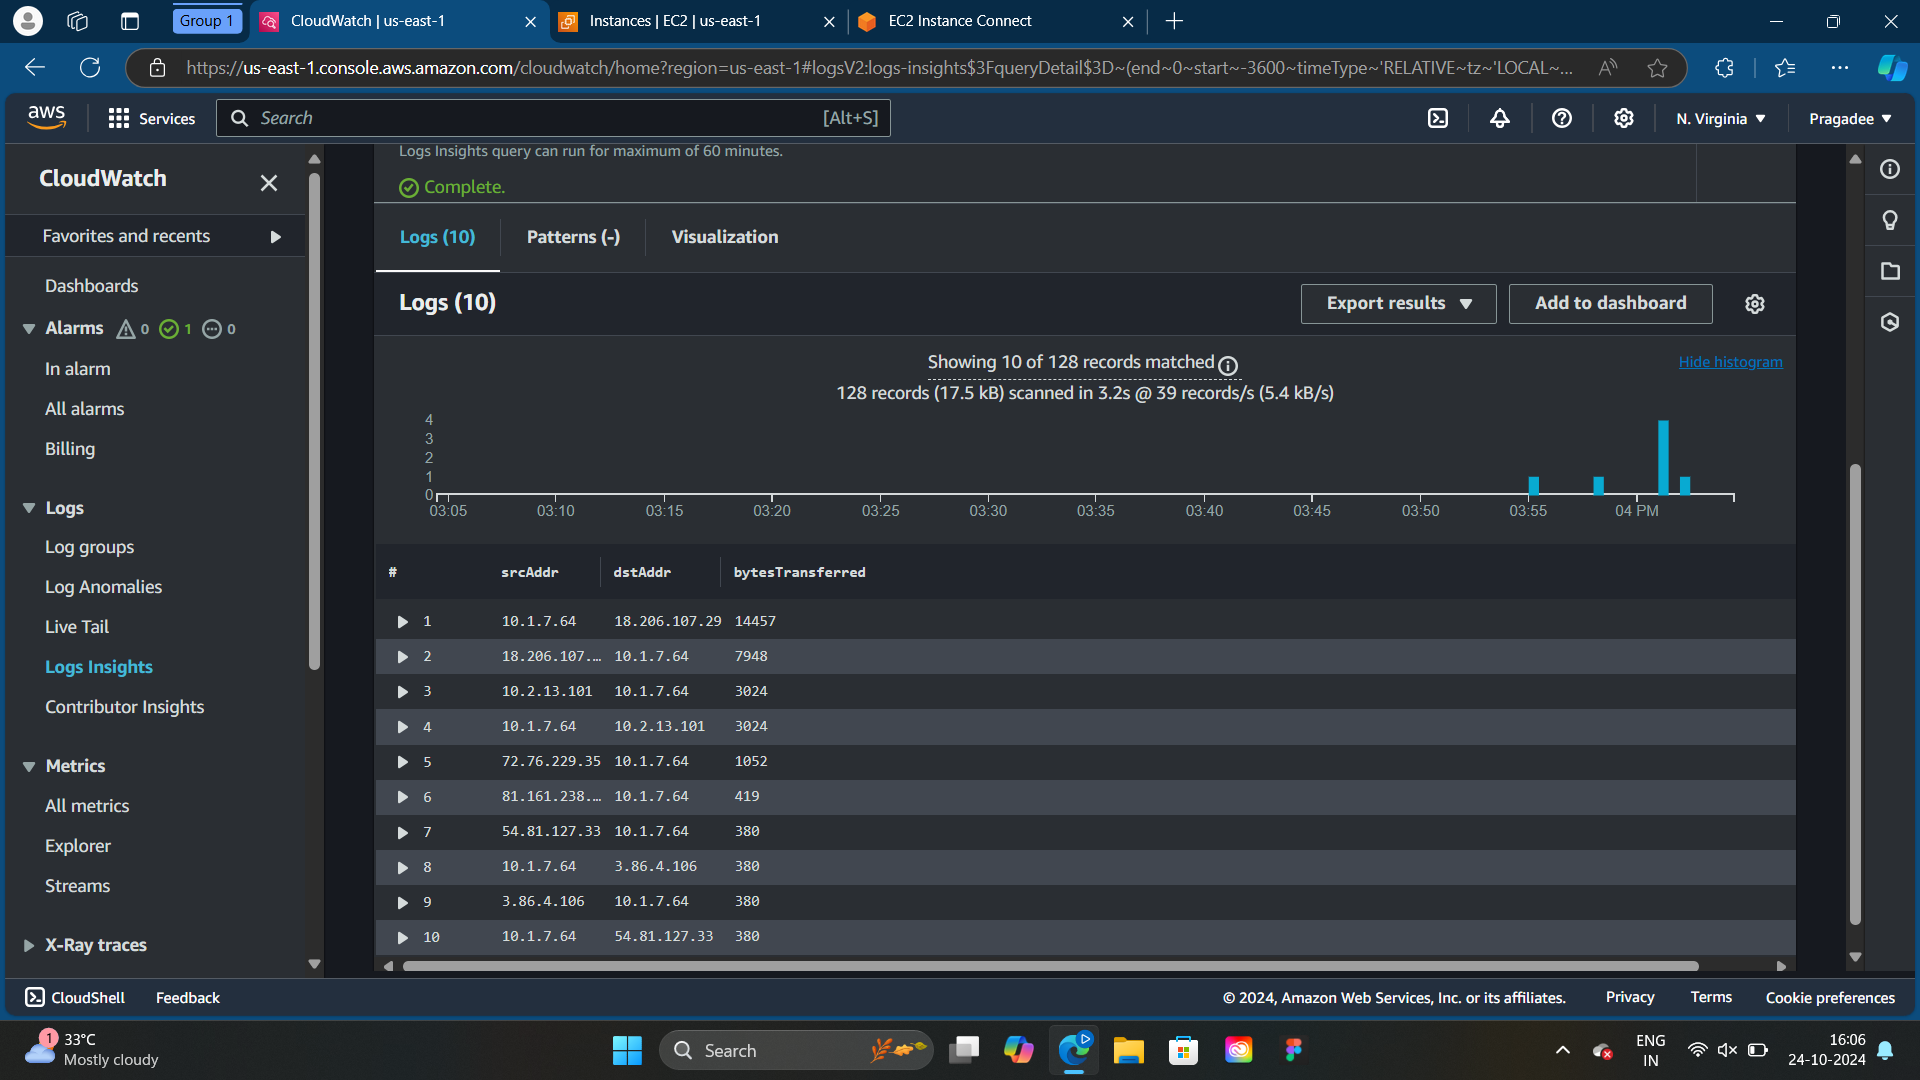 Group 1
CloudWatch | us-east-1
Instances | EC2 | us-east-1
EC2 Instance Connect
https://us-east-1.console.aws.amazon.com/cloudwatch/home?region=us-east-1#logsV2:logs-insights$3FqueryDetail$3D~(end~0~start~-3600~timeType~'RELATIVE~tz~'LOCAL~...
aws
Services
Search
[Alt+S]
N. Virginia
Pragadee
CloudWatch
Favorites and recents
Dashboards
Alarms 0 1 0
In alarm
All alarms
Billing
Logs
Log groups
Log Anomalies
Live Tail
Logs Insights
Contributor Insights
Metrics
All metrics
Explorer
Streams
X-Ray traces
Logs Insights query can run for maximum of 60 minutes.
Complete.
Logs (10)
Patterns (-)
Visualization
Logs (10)
Export results
Add to dashboard
Showing 10 of 128 records matched
Hide histogram
128 records (17.5 kB) scanned in 3.2s @ 39 records/s (5.4 kB/s)
4
3
2
1
0
03:05 03:10 03:15 03:20 03:25 03:30 03:35 03:40 03:45 03:50 03:55 04 PM
# srcAddr dstAddr bytesTransferred
1 10.1.7.64 18.206.107.29 14457
2 18.206.107.… 10.1.7.64 7948
3 10.2.13.101 10.1.7.64 3024
4 10.1.7.64 10.2.13.101 3024
5 72.76.229.35 10.1.7.64 1052
6 81.161.238.… 10.1.7.64 419
7 54.81.127.33 10.1.7.64 380
8 10.1.7.64 3.86.4.106 380
9 3.86.4.106 10.1.7.64 380
10 10.1.7.64 54.81.127.33 380
CloudShell
Feedback
© 2024, Amazon Web Services, Inc. or its affiliates.
Privacy
Terms
Cookie preferences
1
33°C
Mostly cloudy
Search
ENG
IN
16:06
24-10-2024